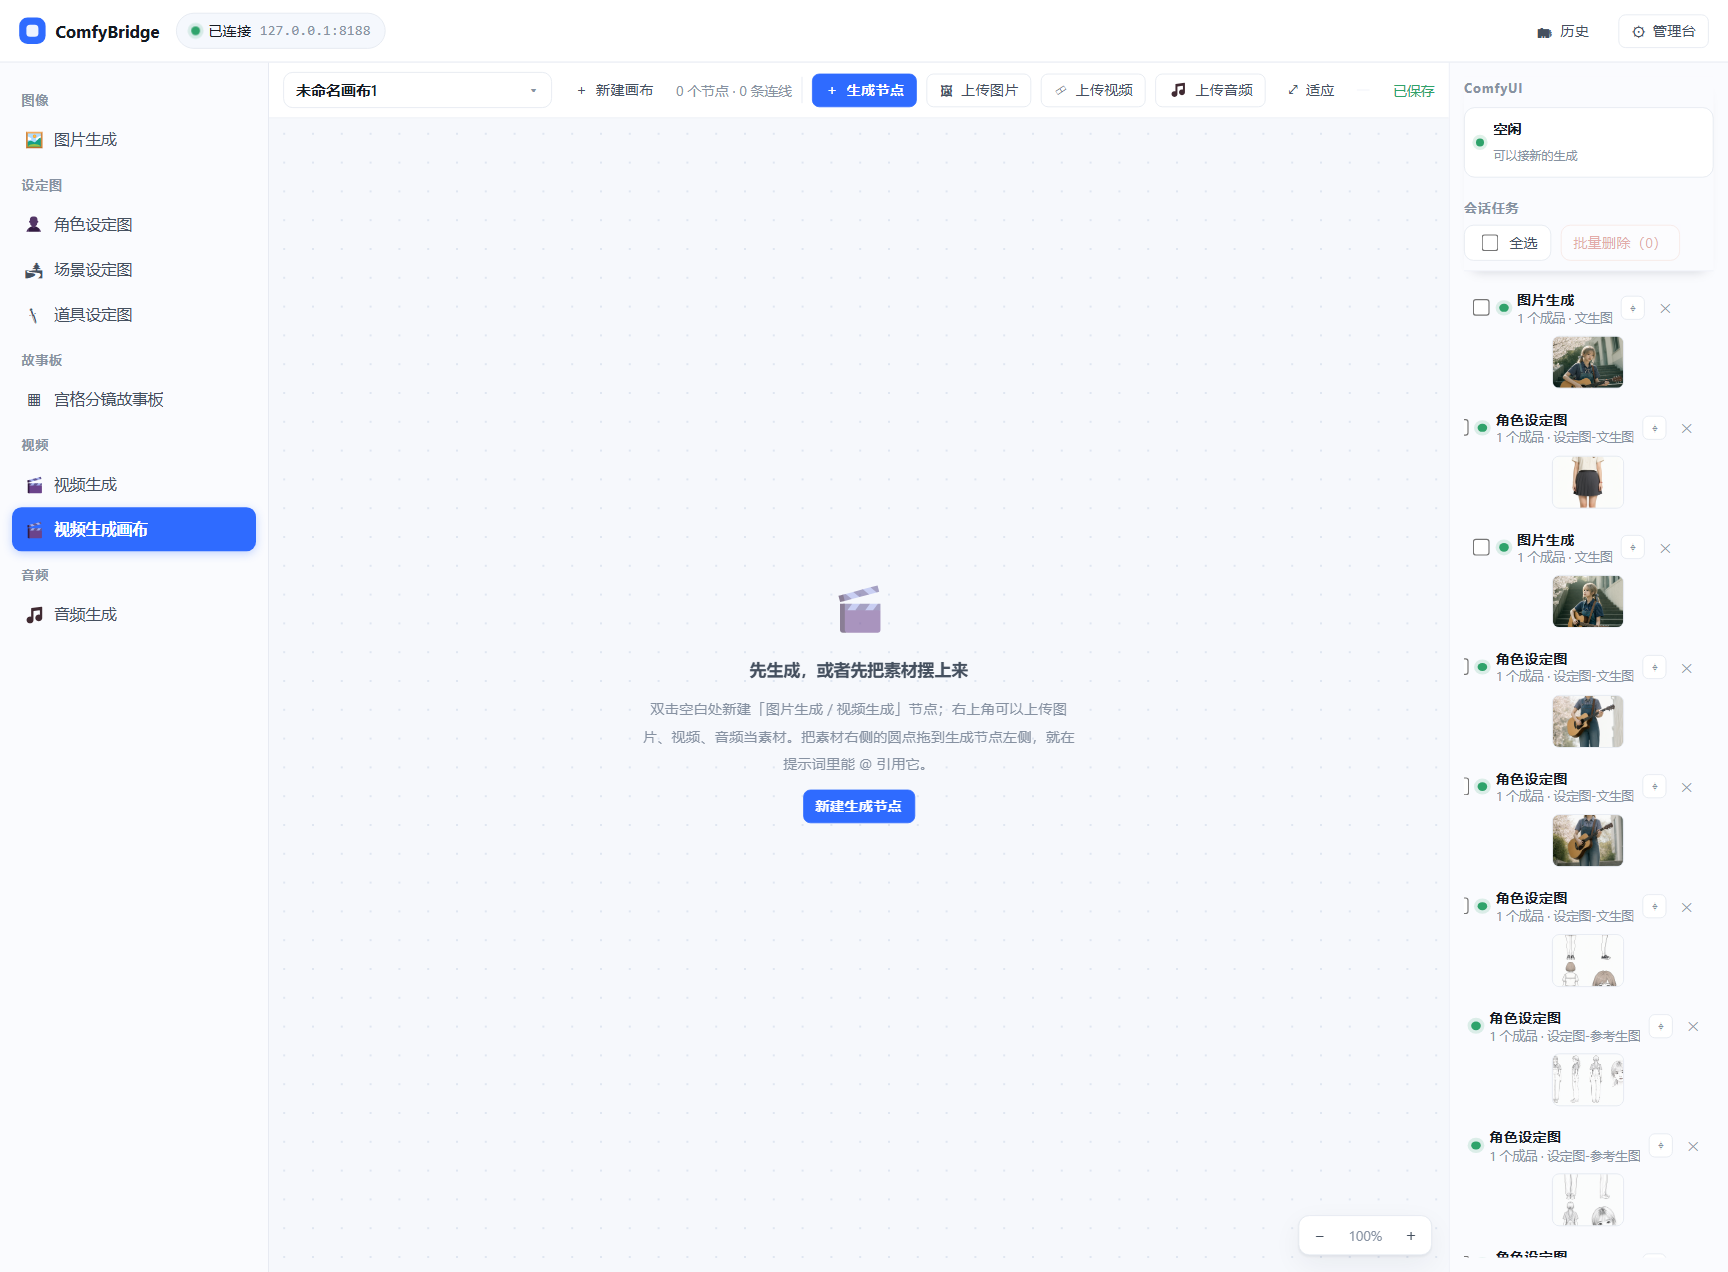 ComfyBridge
已连接 127.0.0.1:8188
历史
管理台
图像
图片生成
设定图
角色设定图
场景设定图
道具设定图
故事板
宫格分镜故事板
视频
视频生成
视频生成画布
音频
音频生成
未命名画布1
+ 新建画布
0 个节点 · 0 条连线
+ 生成节点
上传图片
上传视频
上传音频
适应
已保存
先生成，或者先把素材摆上来
双击空白处新建「图片生成 / 视频生成」节点；右上角可以上传图
片、视频、音频当素材。把素材右侧的圆点拖到生成节点左侧，就在
提示词里能 @ 引用它。
新建生成节点
− 100% +
ComfyUI
空闲
可以接新的生成
会话任务
全选
批量删除（0）
图片生成
1 个成品 · 文生图
角色设定图
1 个成品 · 设定图-文生图
图片生成
1 个成品 · 文生图
角色设定图
1 个成品 · 设定图-文生图
角色设定图
1 个成品 · 设定图-文生图
角色设定图
1 个成品 · 设定图-文生图
角色设定图
1 个成品 · 设定图-参考生图
角色设定图
1 个成品 · 设定图-参考生图
角色设定图